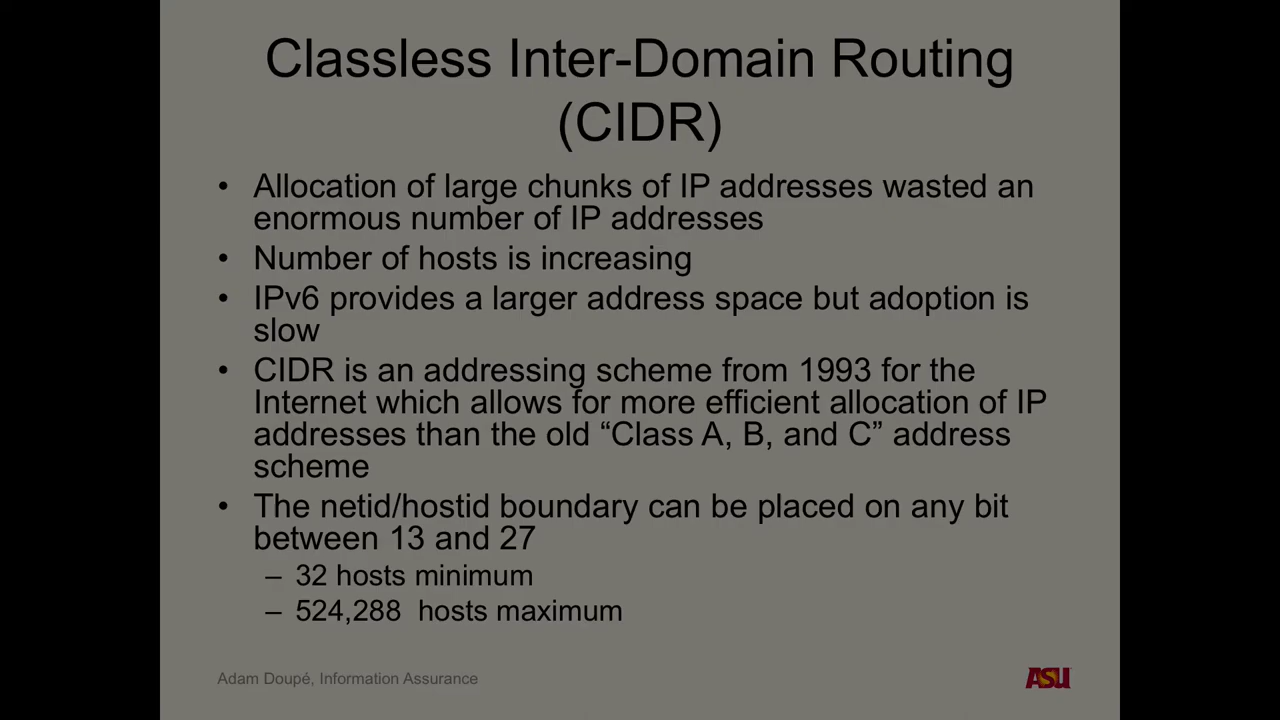 Classless Inter-Domain Routing
(CIDR)
• Allocation of large chunks of IP addresses wasted an
enormous number of IP addresses
• Number of hosts is increasing
• IPv6 provides a larger address space but adoption is
slow
• CIDR is an addressing scheme from 1993 for the
Internet which allows for more efficient allocation of IP
addresses than the old “Class A, B, and C” address
scheme
• The netid/hostid boundary can be placed on any bit
between 13 and 27
– 32 hosts minimum
– 524,288  hosts maximum
Adam Doupé, Information Assurance
ASU